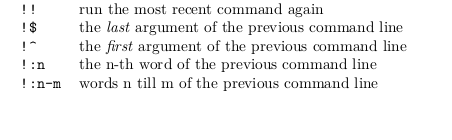 !! run the most recent command again
!$ the last argument of the previous command line
!^ the first argument of the previous command line
!:n the n-th word of the previous command line
!:n-m words n till m of the previous command line